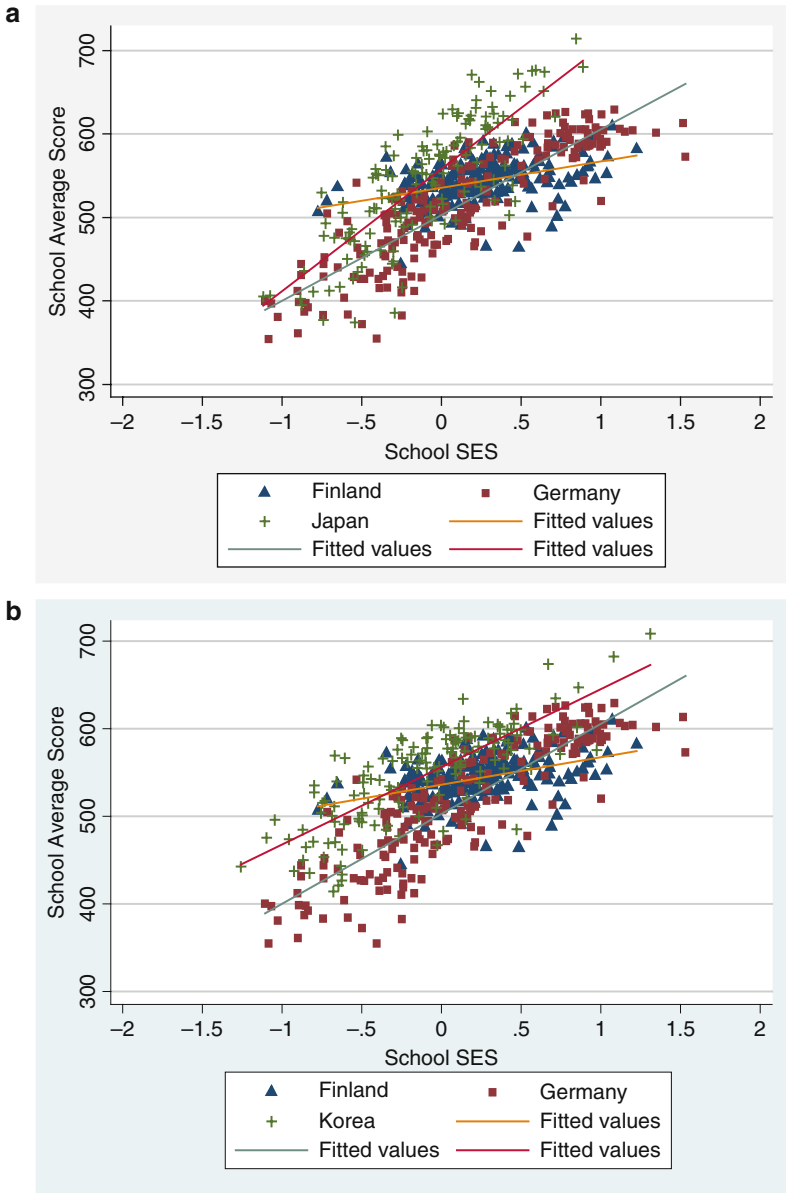 a
700
600
500
400
300
School Average Score
–2 –1.5 –1 –.5 0 .5 1 1.5 2
School SES
Finland Germany
Japan Fitted values
Fitted values Fitted values
b
700
600
500
400
300
School Average Score
–2 –1.5 –1 –.5 0 .5 1 1.5 2
School SES
Finland Germany
Korea Fitted values
Fitted values Fitted values